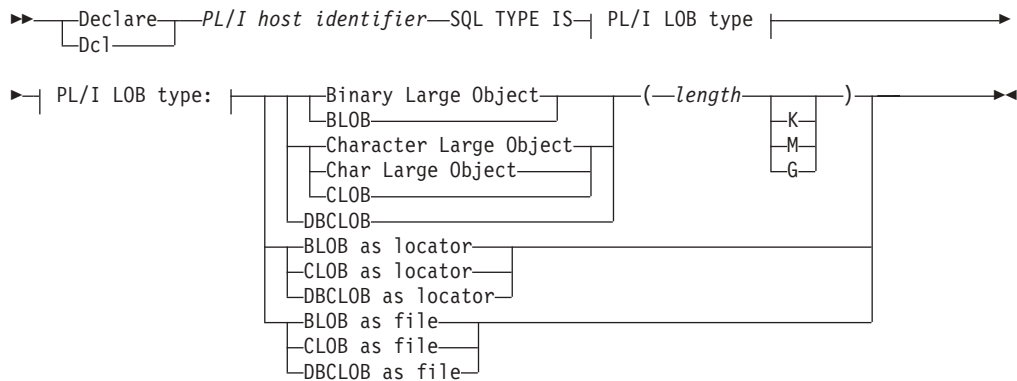 Declare PL/I host identifier SQL TYPE IS PL/I LOB type
Dcl
PL/I LOB type: Binary Large Object ( length )
BLOB K
Character Large Object M
Char Large Object G
CLOB
DBCLOB
BLOB as locator
CLOB as locator
DBCLOB as locator
BLOB as file
CLOB as file
DBCLOB as file